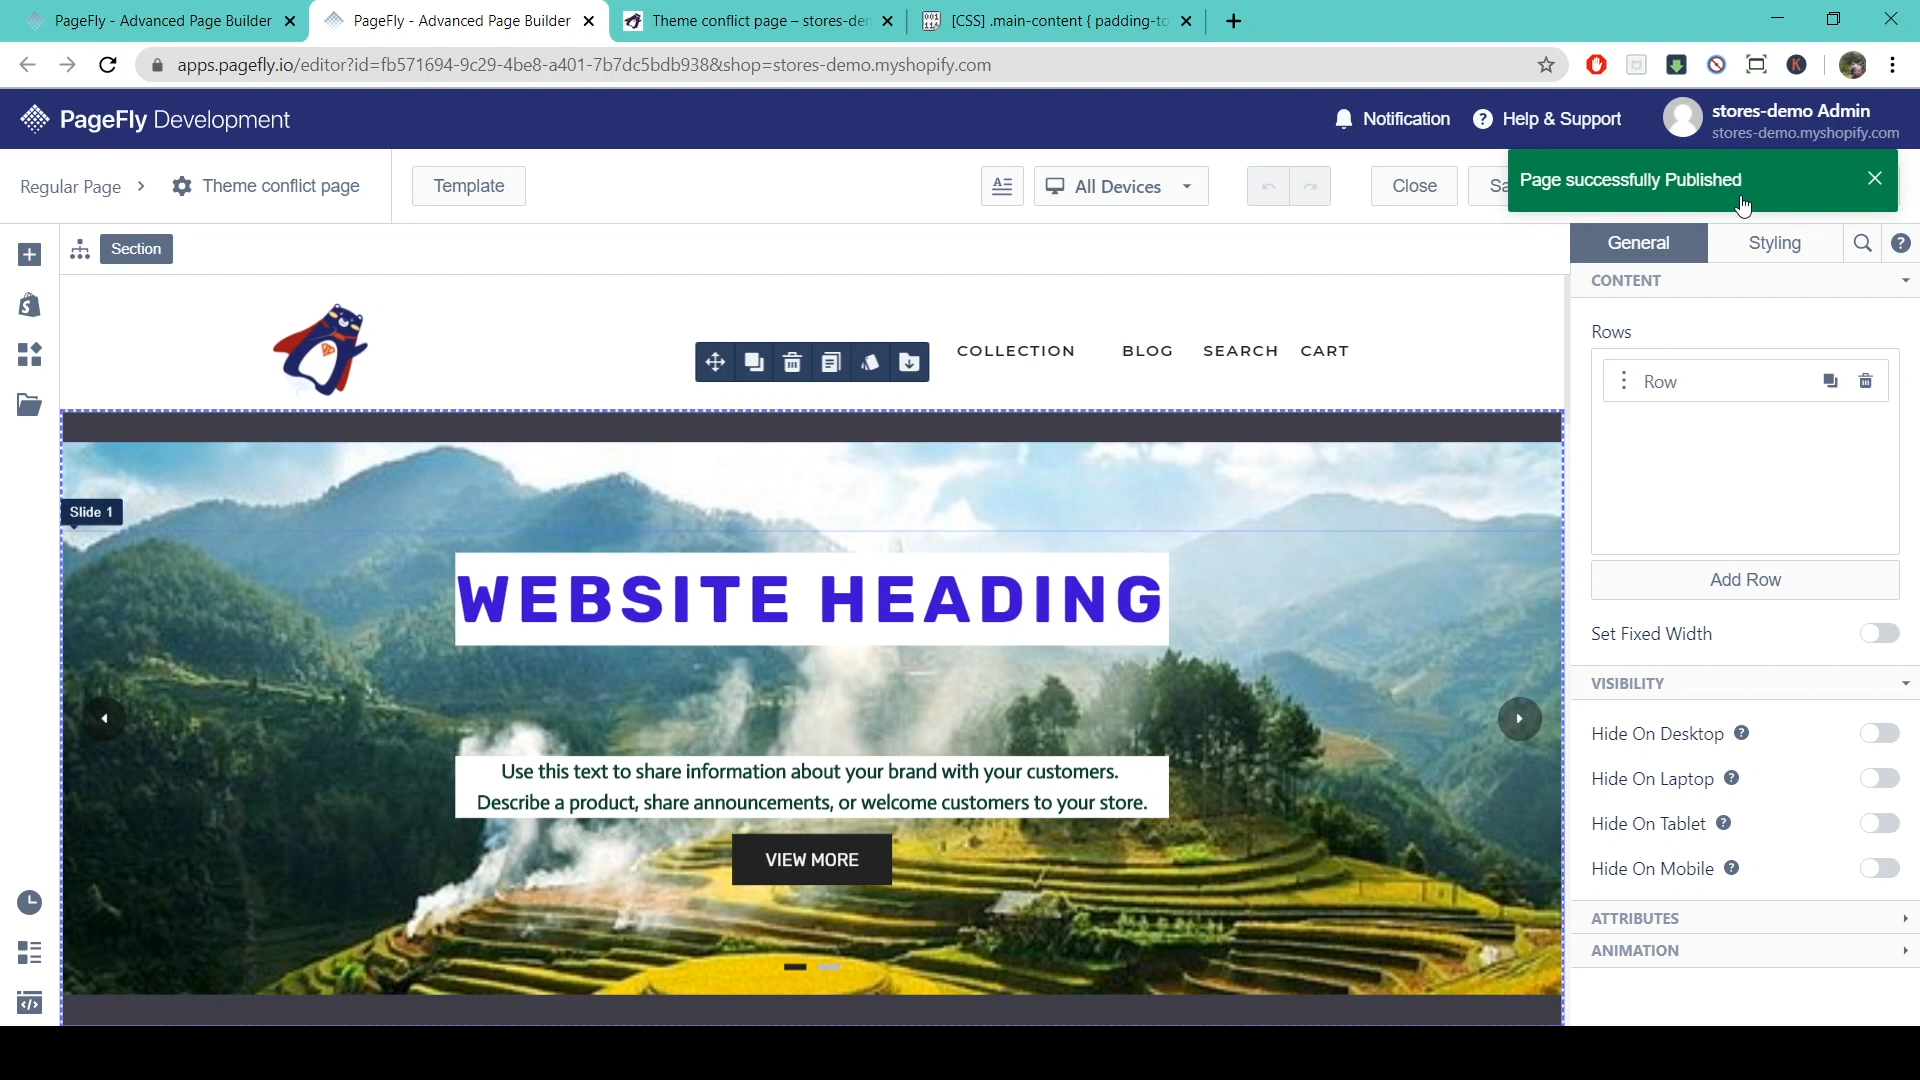 PageFly - Advanced Page Builder
PageFly - Advanced Page Builder
Theme conflict page – stores-de
[CSS] .main-content { padding-to
apps.pagefly.io/editor?id=fb571694-9c29-4be8-a401-7b7dc5bdb938&shop=stores-demo.myshopify.com
K
PageFly Development
Notification
Help & Support
stores-demo Admin
stores-demo.myshopify.com
Regular Page
Theme conflict page
Template
All Devices
Close
Sa
Page successfully Published
Section
General
Styling
CONTENT
COLLECTION
BLOG
SEARCH
CART
Rows
Row
Add Row
Set Fixed Width
VISIBILITY
Hide On Desktop
Hide On Laptop
Hide On Tablet
Hide On Mobile
ATTRIBUTES
ANIMATION
Slide 1
WEBSITE HEADING
Use this text to share information about your brand with your customers.
Describe a product, share announcements, or welcome customers to your store.
VIEW MORE